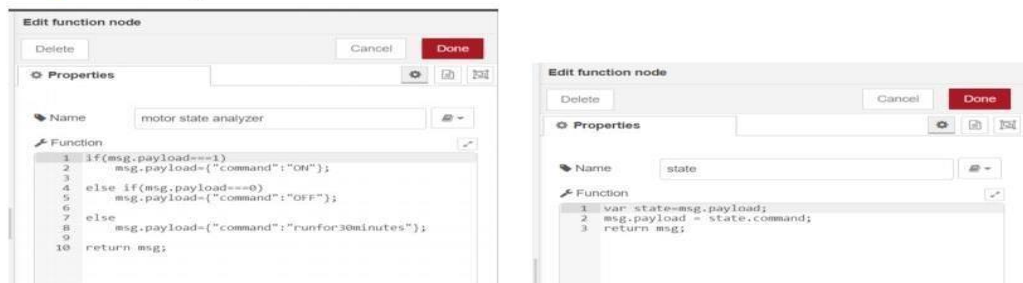 Edit function node
Delete
Cancel
Done
Properties
Name
motor state analyzer
Function
1 if(msg.payload===1)
2 msg.payload={"command":"ON"};
3
4 else if(msg.payload===0)
5 msg.payload={"command":"OFF"};
6
7 else
8 msg.payload={"command":"runfor30minutes"};
9
10 return msg;
Edit function node
Delete
Cancel
Done
Properties
Name
state
Function
1 var state=msg.payload;
2 msg.payload = state.command;
3 return msg;